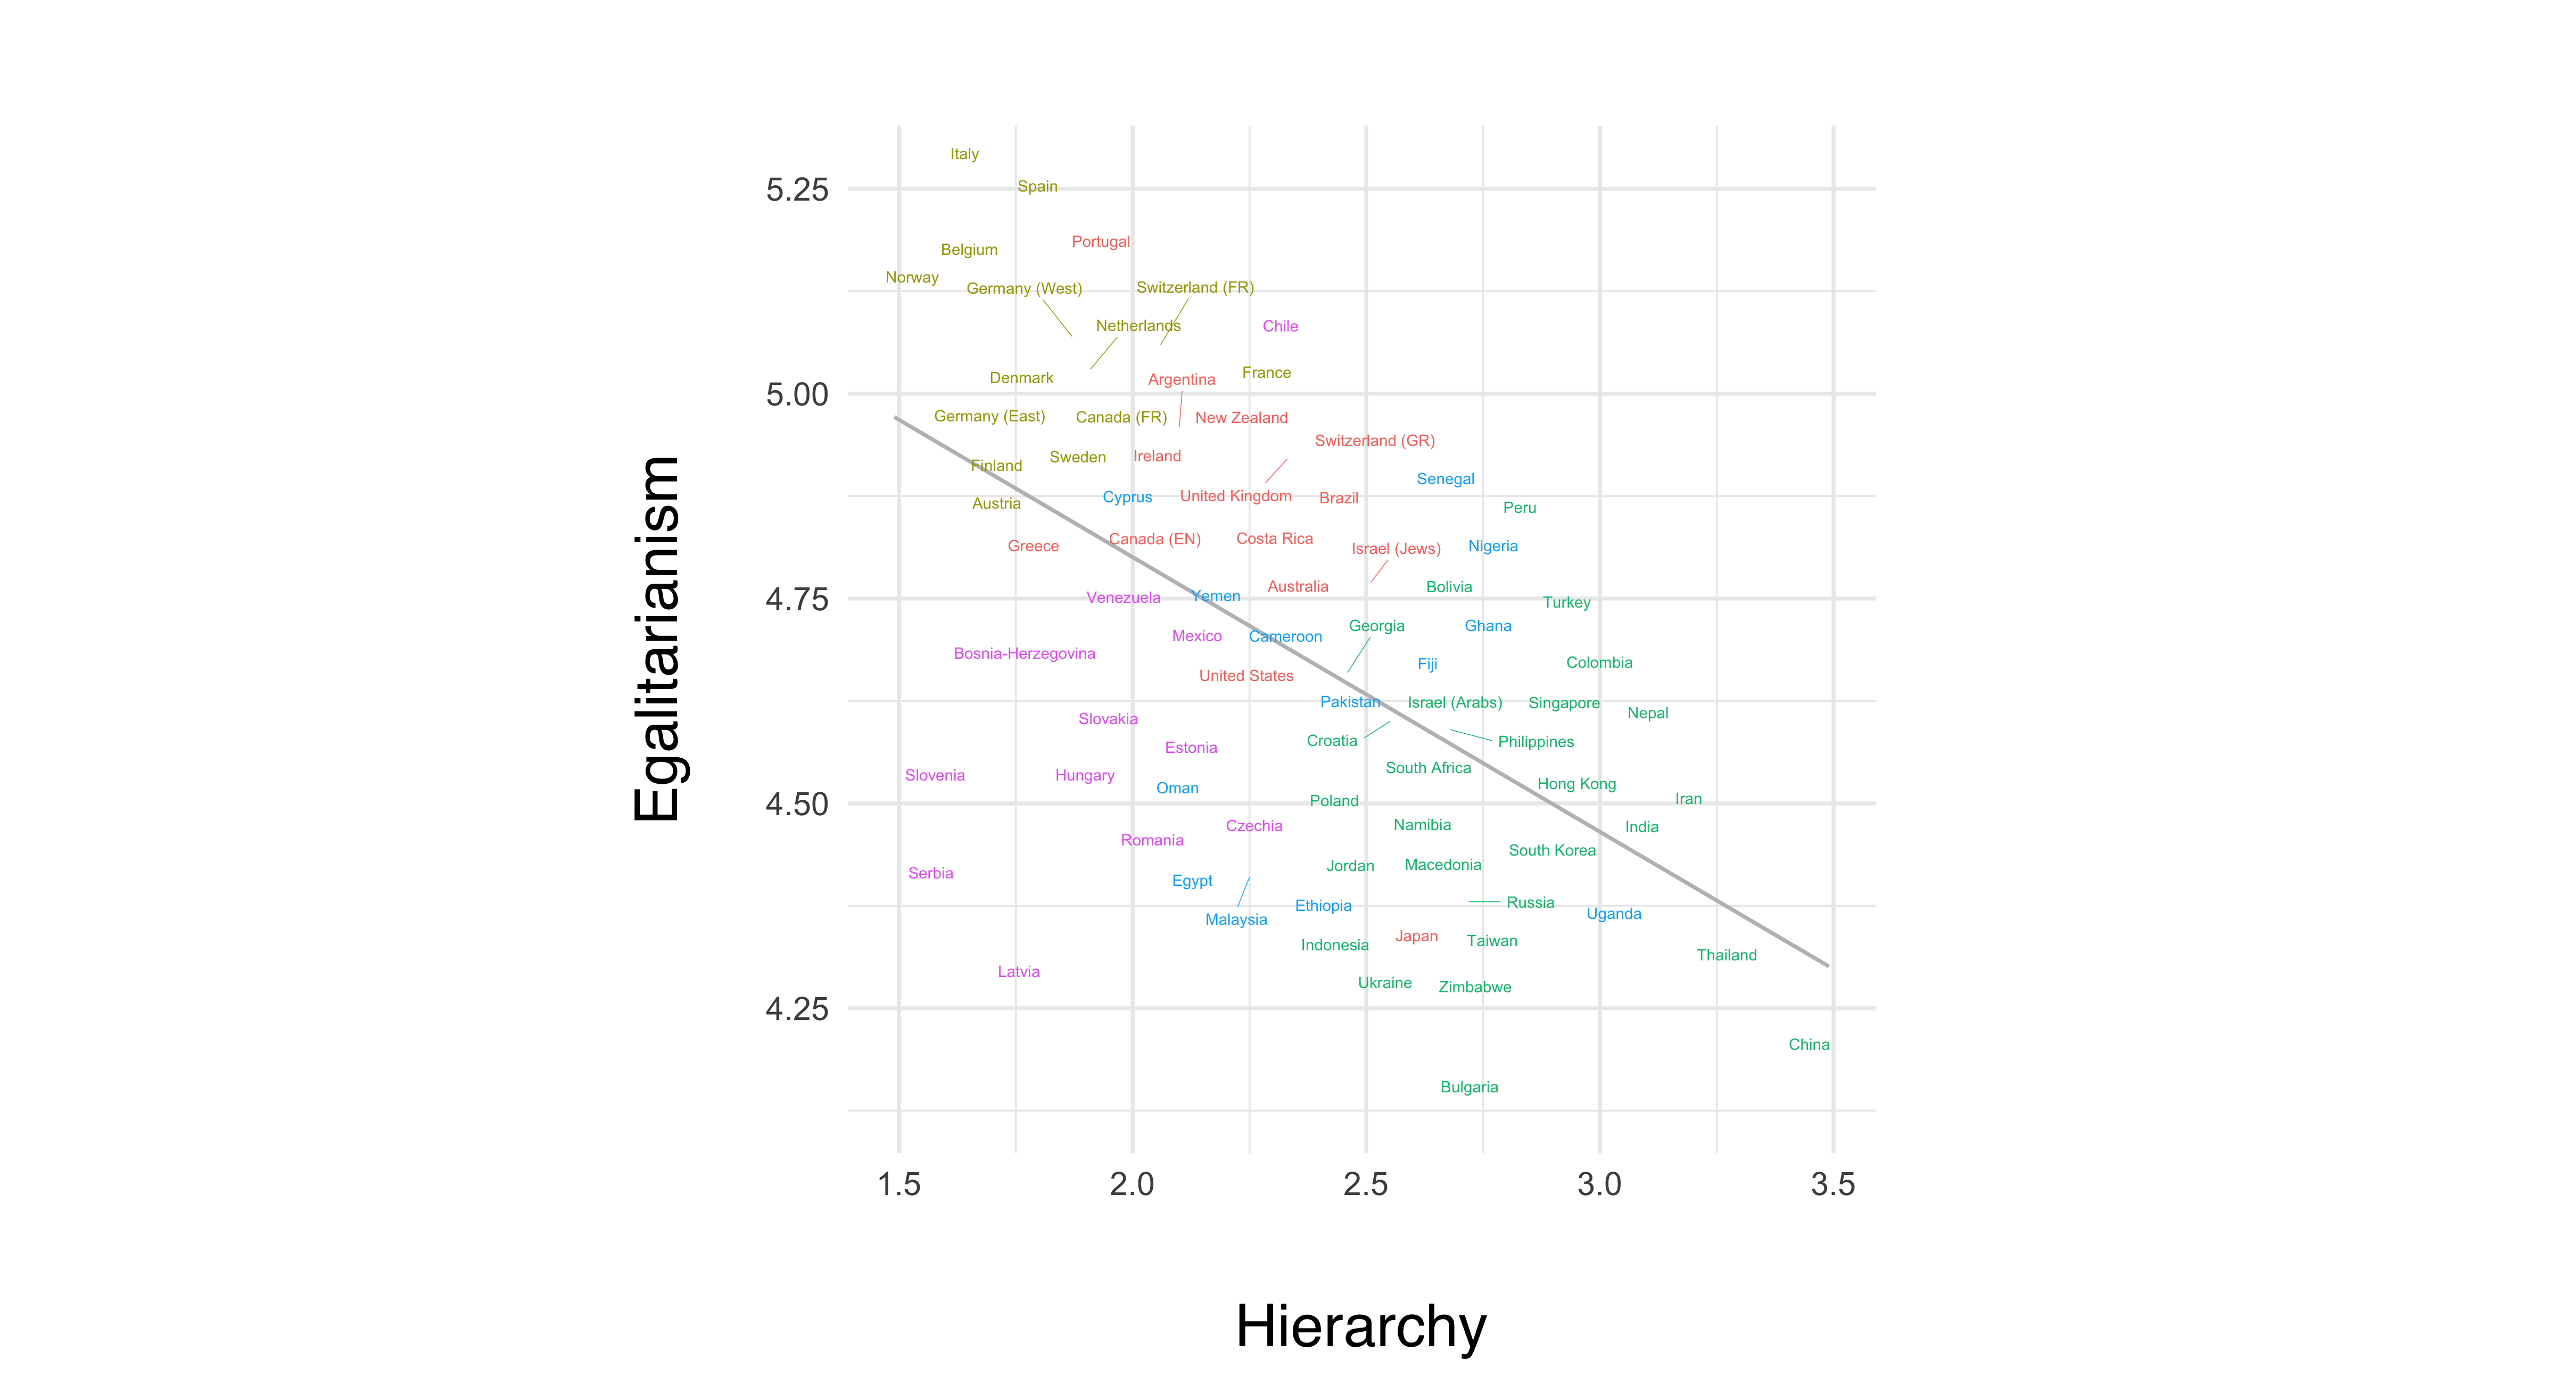 Italy
5.25
Spain
Portugal
Belgium
Norway
Germany (West)
Switzerland (FR)
Netherlands
Chile
Denmark
Argentina
France
5.00
Germany (East)
Canada (FR)
New Zealand
Switzerland (GR)
Finland
Sweden
Ireland
Senegal
Austria
Cyprus
United Kingdom
Brazil
Peru
Greece
Canada (EN)
Costa Rica
Israel (Jews)
Nigeria
Australia
Bolivia
4.75
Venezuela
Yemen
Turkey
Mexico
Cameroon
Georgia
Ghana
Bosnia-Herzegovina
Fiji
Colombia
United States
Pakistan
Israel (Arabs)
Singapore
Nepal
Slovakia
Estonia
Croatia
Philippines
Slovenia
Hungary
South Africa
Oman
Hong Kong
4.50
Poland
Iran
Romania
Czechia
Namibia
India
South Korea
Serbia
Egypt
Jordan
Macedonia
Malaysia
Ethiopia
Russia
Uganda
Indonesia
Japan
Taiwan
Thailand
Latvia
Ukraine
Zimbabwe
4.25
China
Bulgaria
Egalitarianism
1.5 2.0 2.5 3.0 3.5
Hierarchy